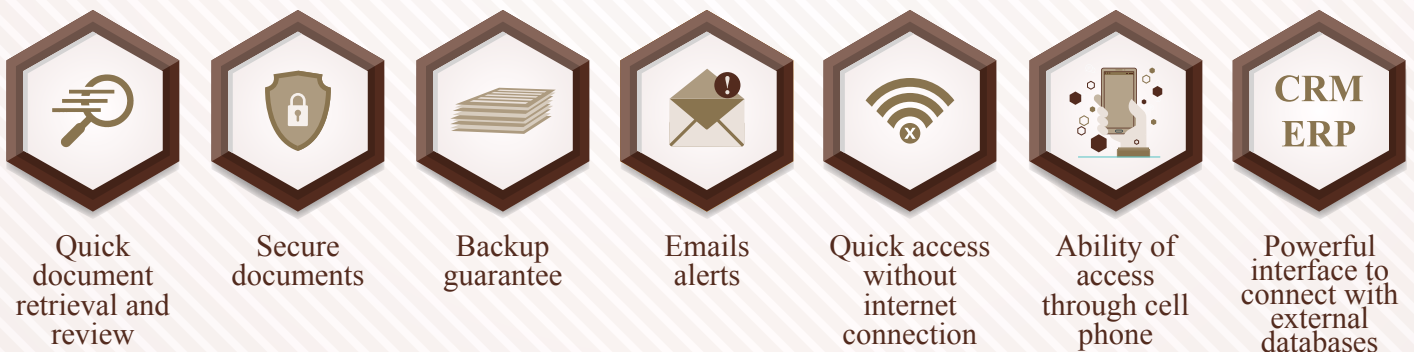 CRM
ERP
Quick
document
retrieval and
review
Secure
documents
Backup
guarantee
Emails
alerts
Quick access
without
internet
connection
Ability of
access
through cell
phone
Powerful
interface to
connect with
external
databases